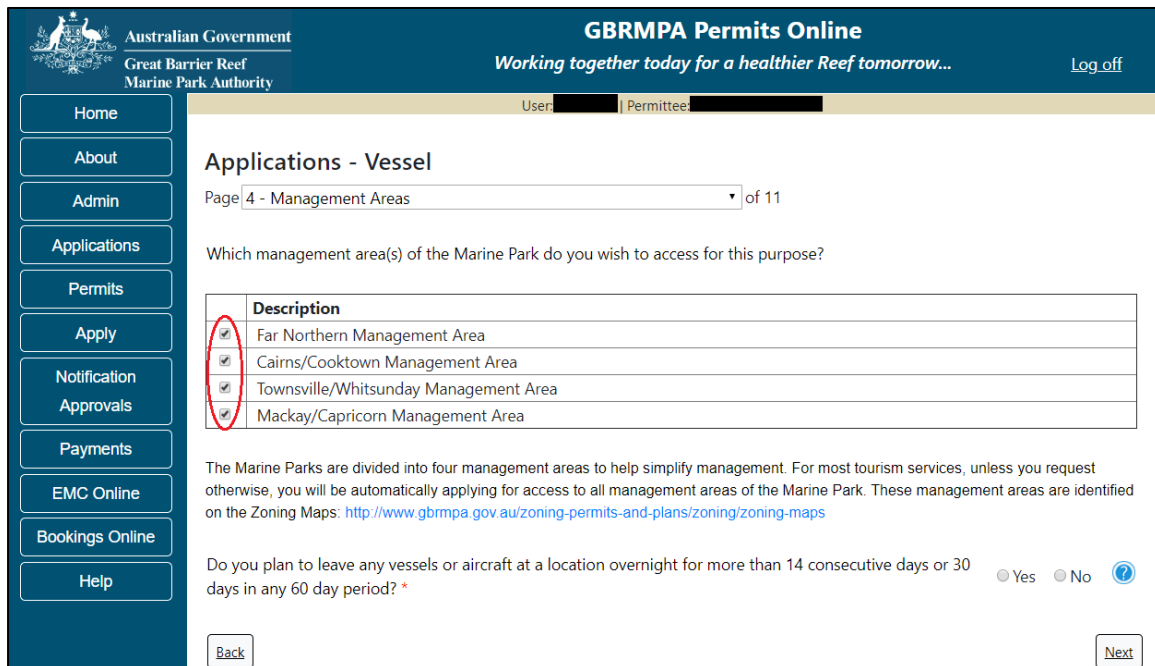 Australian Government
Great Barrier Reef
Marine Park Authority
GBRMPA Permits Online
Working together today for a healthier Reef tomorrow...
Log off
User: | Permittee:
Home
About
Admin
Applications
Permits
Apply
Notification
Approvals
Payments
EMC Online
Bookings Online
Help
Applications - Vessel
Page 4 - Management Areas of 11
Which management area(s) of the Marine Park do you wish to access for this purpose?
Description
Far Northern Management Area
Cairns/Cooktown Management Area
Townsville/Whitsunday Management Area
Mackay/Capricorn Management Area
The Marine Parks are divided into four management areas to help simplify management. For most tourism services, unless you request
otherwise, you will be automatically applying for access to all management areas of the Marine Park. These management areas are identified
on the Zoning Maps: http://www.gbrmpa.gov.au/zoning-permits-and-plans/zoning/zoning-maps
Do you plan to leave any vessels or aircraft at a location overnight for more than 14 consecutive days or 30
days in any 60 day period? *
Yes No ?
Back
Next